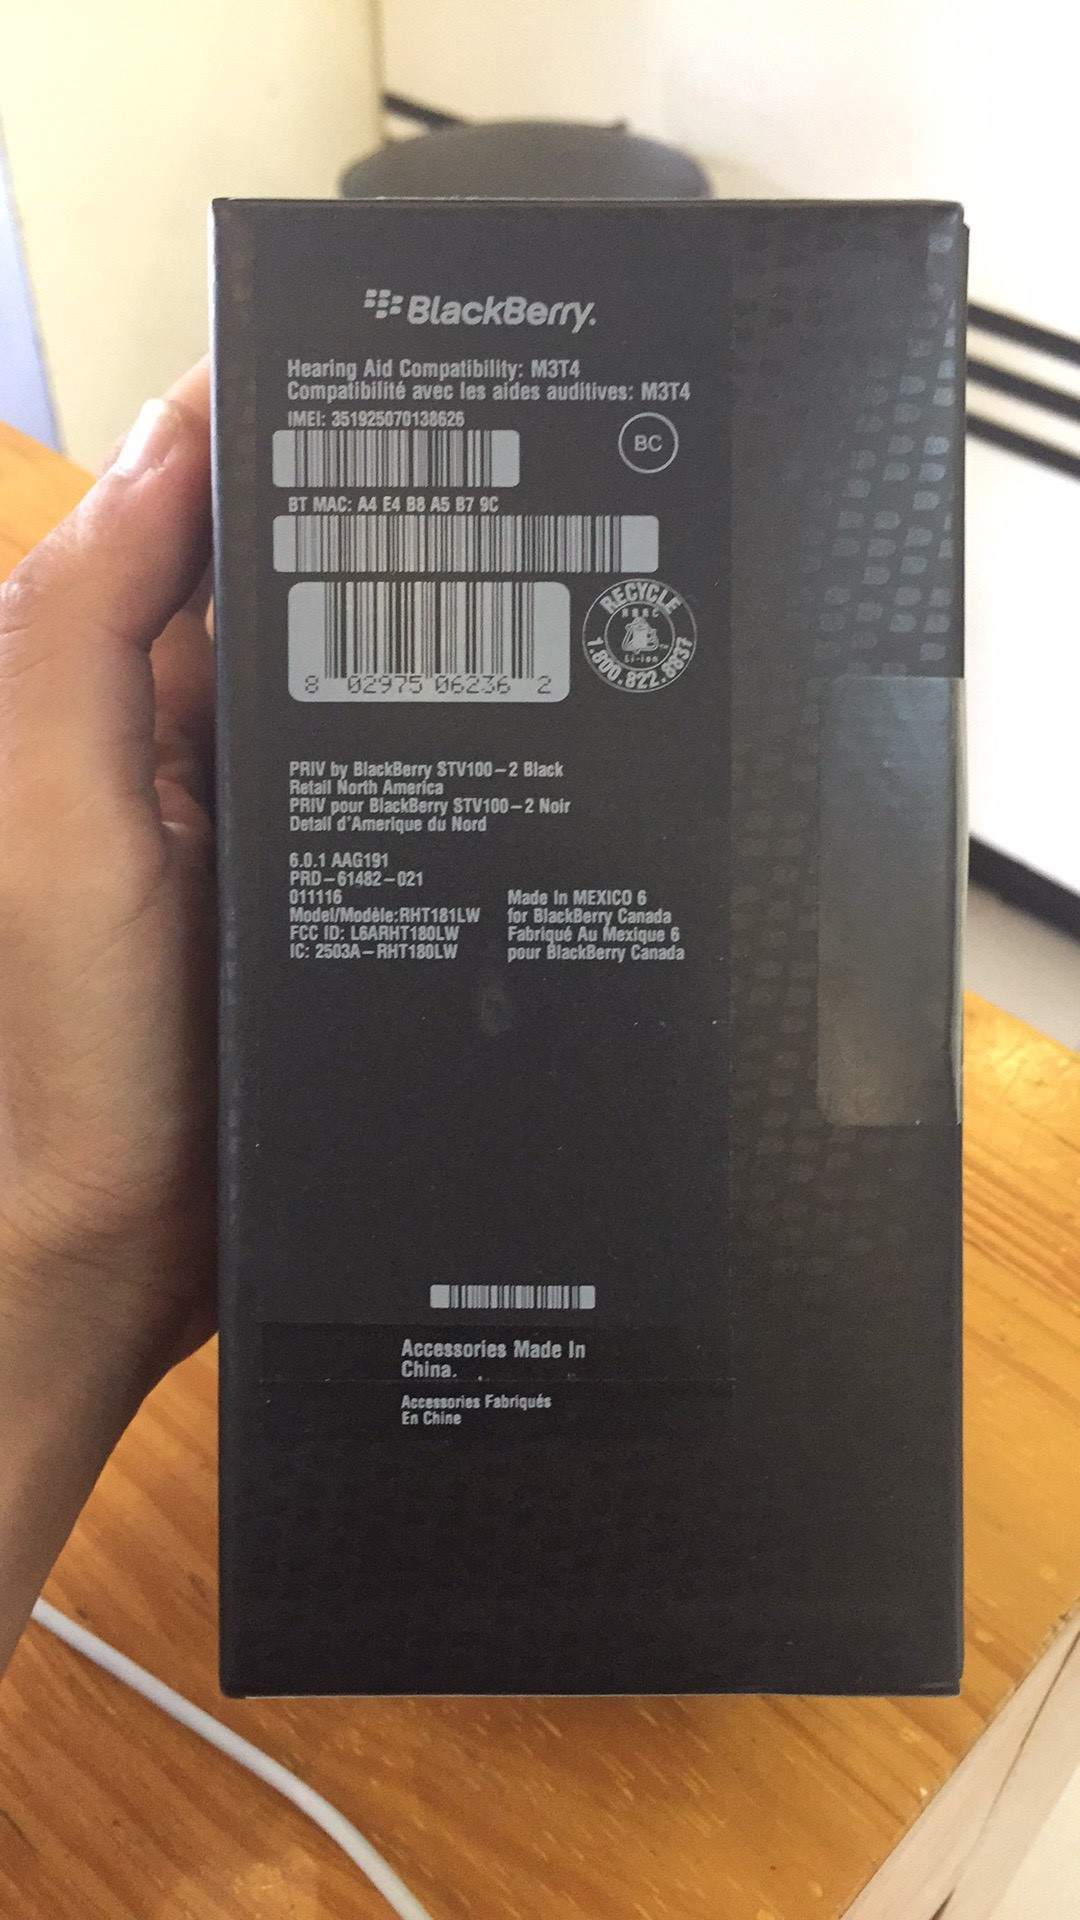 BlackBerry.
Hearing Aid Compatibility: M3T4
Compatibilité avec les aides auditives: M3T4
IMEI: 351925070138626
BC
BT MAC: A4 E4 B8 A5 B7 9C
8 02975 06236 2
RECYCLE
RBRC
Li-ion
1.800.822.8837
PRIV by BlackBerry STV100-2 Black
Retail North America
PRIV pour BlackBerry STV100-2 Noir
Detail d'Amerique du Nord
6.0.1 AAG191
PRD-61482-021
011116
Model/Modèle:RHT181LW
FCC ID: L6ARHT180LW
IC: 2503A-RHT180LW
Made In MEXICO 6
for BlackBerry Canada
Fabriqué Au Mexique 6
pour BlackBerry Canada
Accessories Made In
China.
Accessories Fabriqués
En Chine